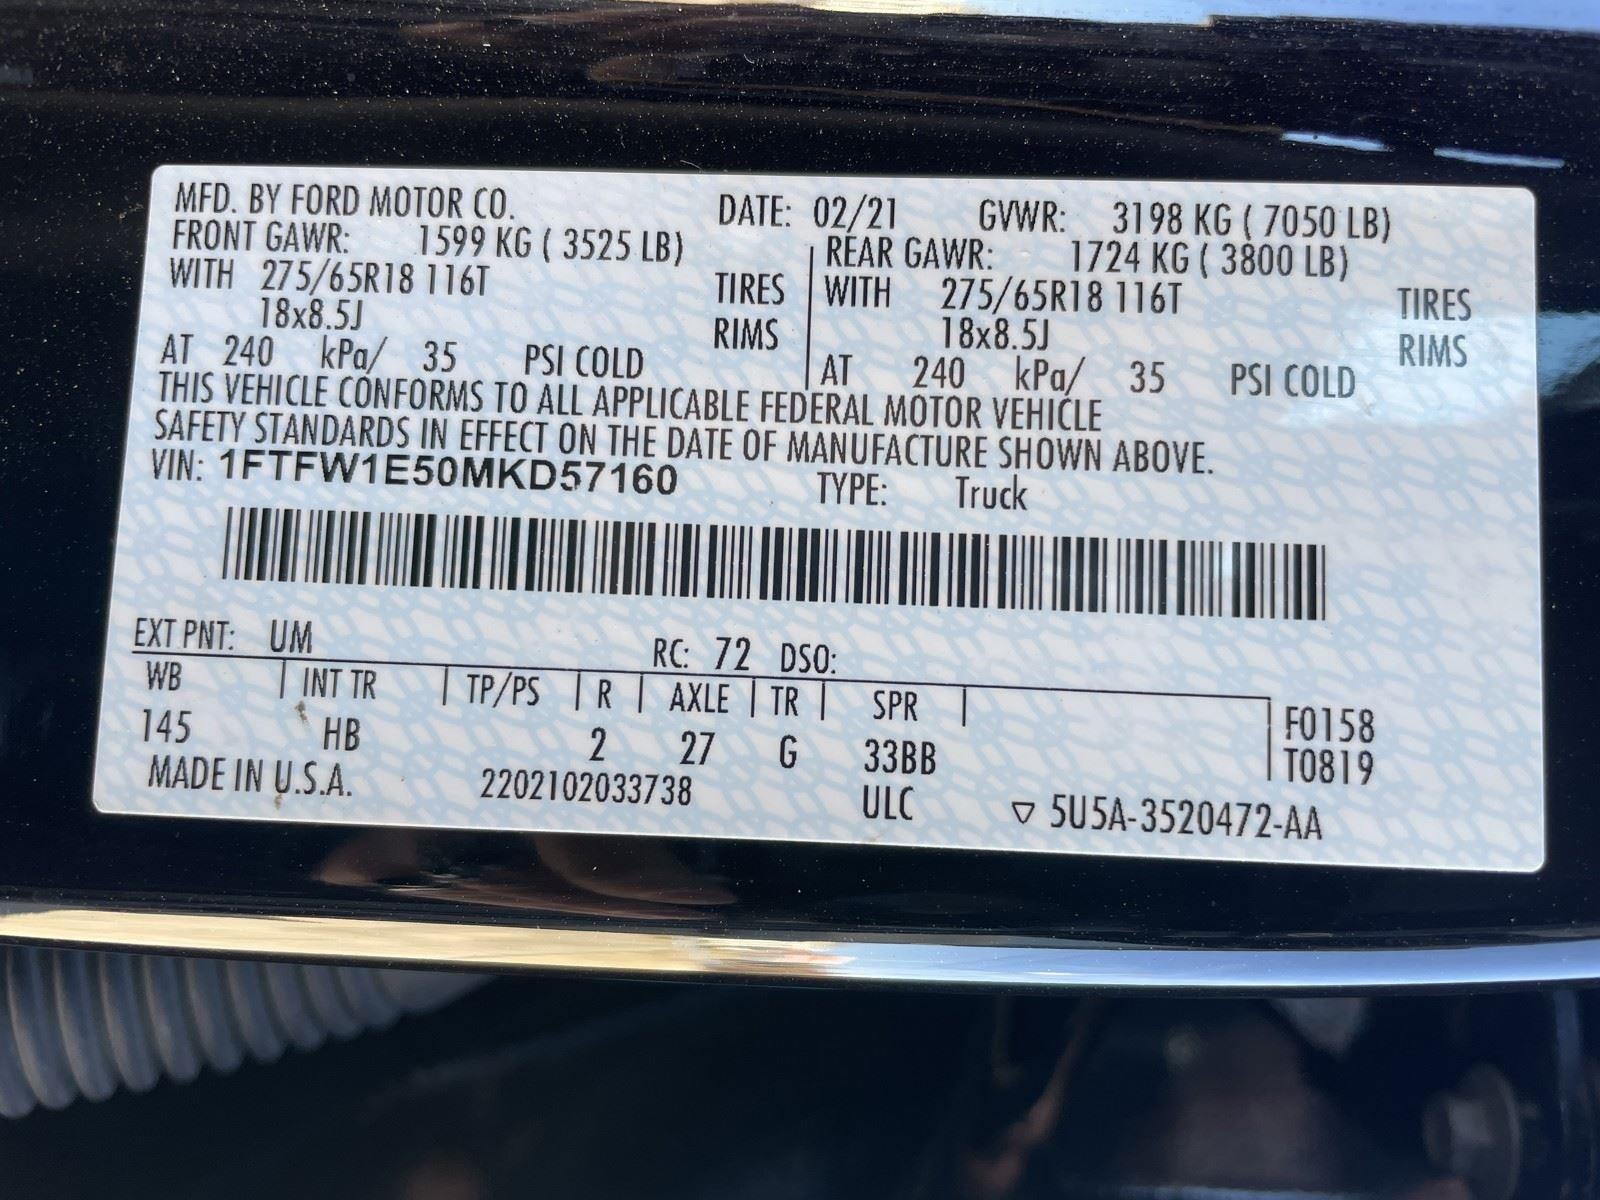 MFD. BY FORD MOTOR CO. DATE: 02/21 GVWR: 3198 KG ( 7050 LB)
FRONT GAWR: 1599 KG ( 3525 LB) REAR GAWR: 1724 KG ( 3800 LB)
WITH 275/65R18 116T TIRES WITH 275/65R18 116T TIRES
18x8.5J RIMS 18x8.5J RIMS
AT 240 kPa/ 35 PSI COLD AT 240 kPa/ 35 PSI COLD
THIS VEHICLE CONFORMS TO ALL APPLICABLE FEDERAL MOTOR VEHICLE
SAFETY STANDARDS IN EFFECT ON THE DATE OF MANUFACTURE SHOWN ABOVE.
VIN: 1FTFW1E50MKD57160 TYPE: Truck
EXT PNT: UM RC: 72 DSO:
WB INT TR TP/PS R AXLE TR SPR F0158
145 HB 2 27 G 33BB T0819
MADE IN U.S.A. 2202102033738 ULC ▽ 5U5A-3520472-AA